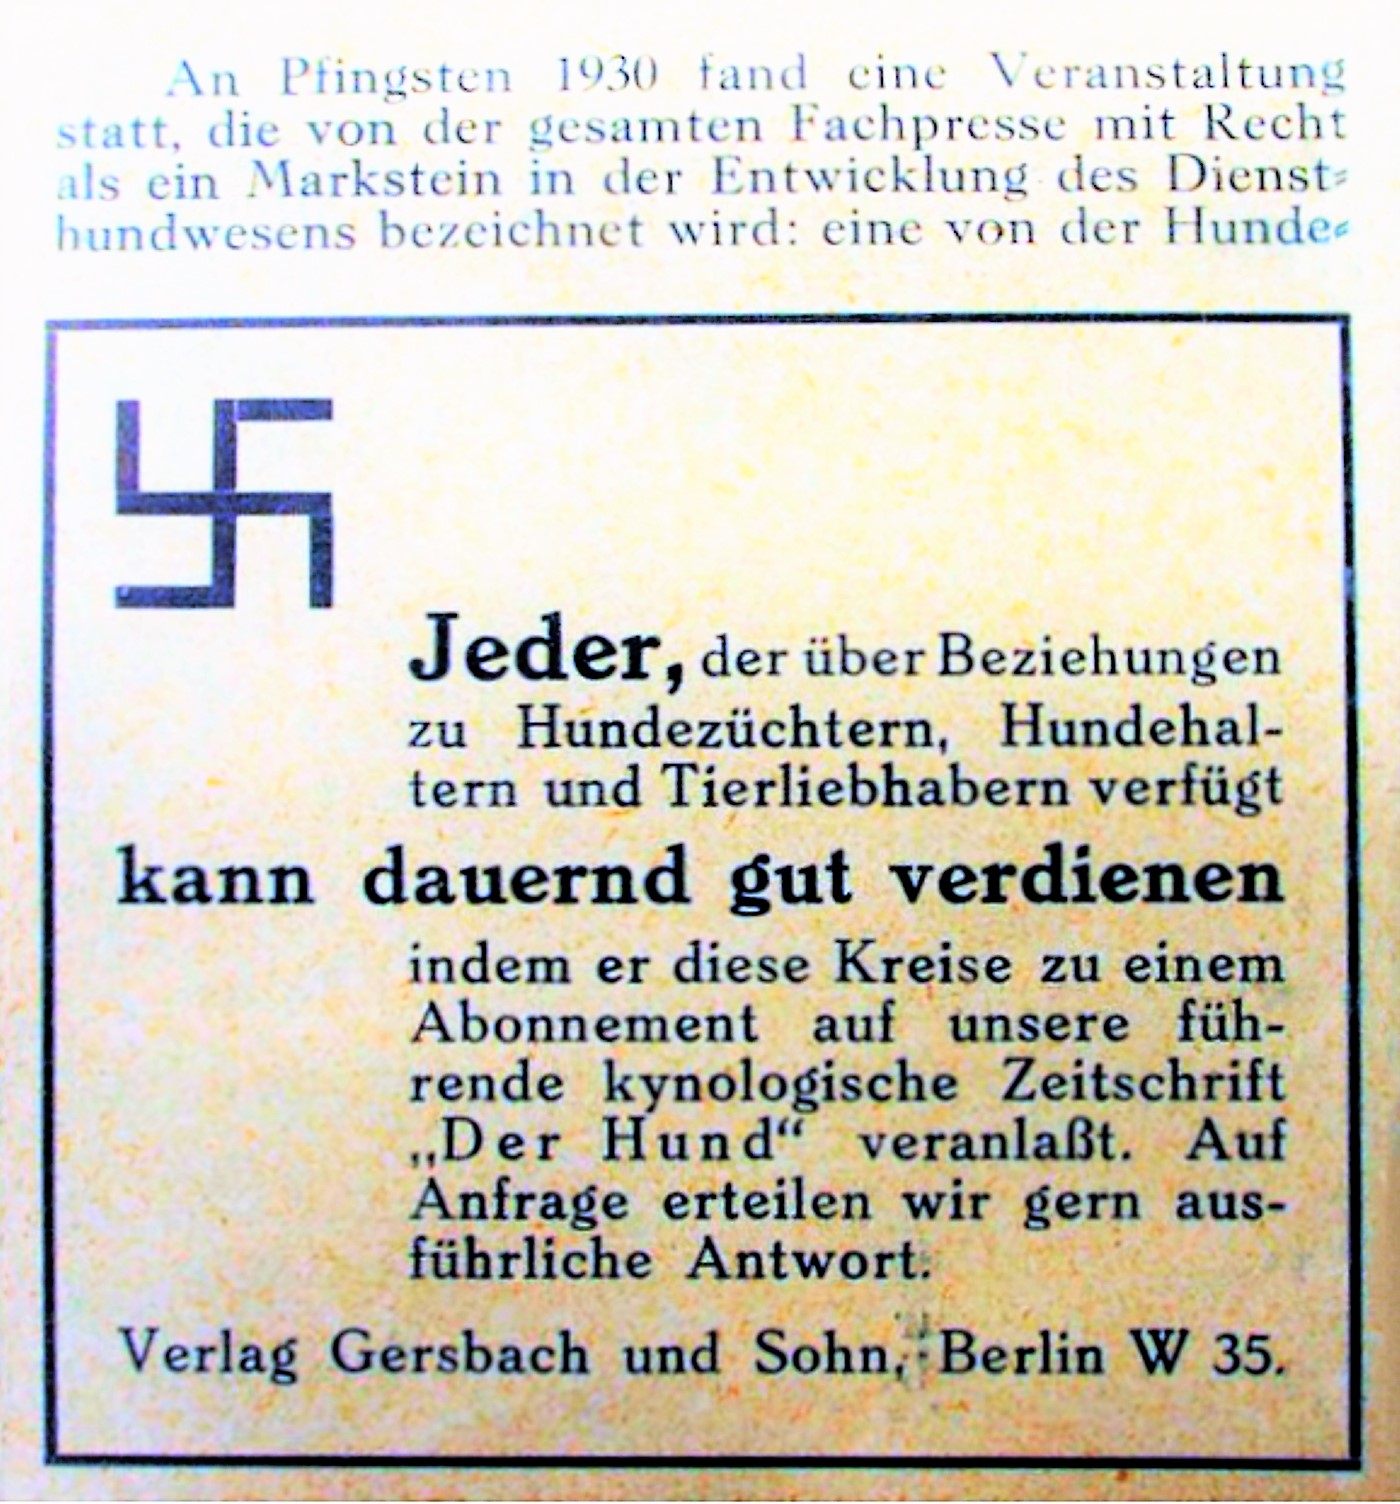 An Pfingsten 1930 fand eine Veranstaltung
statt, die von der gesamten Fachpresse mit Recht
als ein Markstein in der Entwicklung des Dienst-
hundwesens bezeichnet wird: eine von der Hunde-
Jeder, der über Beziehungen
zu Hundezüchtern, Hundehal-
tern und Tierliebhabern verfügt
kann dauernd gut verdienen
indem er diese Kreise zu einem
Abonnement auf unsere füh-
rende kynologische Zeitschrift
„Der Hund“ veranlaßt. Auf
Anfrage erteilen wir gern aus-
führliche Antwort.
Verlag Gersbach und Sohn, Berlin W 35.